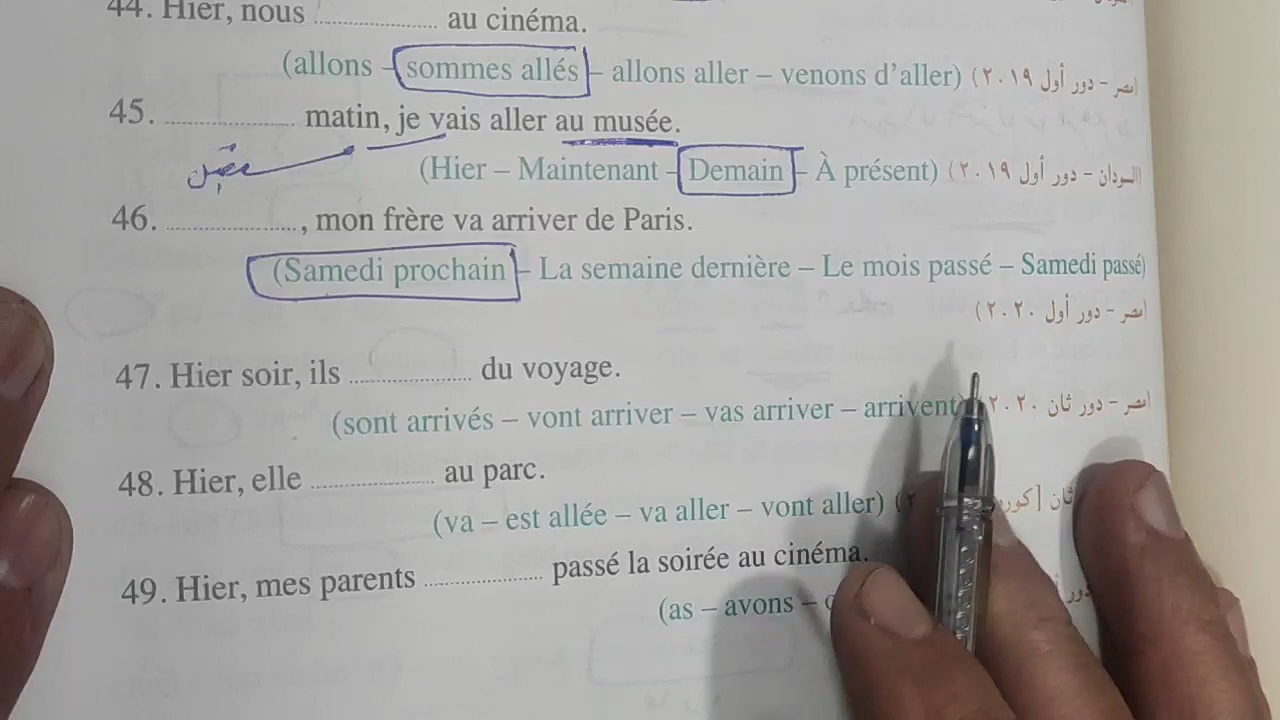 44. Hier, nous .................... au cinéma.
(allons – sommes allés – allons aller – venons d'aller) (مصر - دور أول ٢٠١٩)
45. .................... matin, je vais aller au musée.
(Hier – Maintenant – Demain – À présent) (السودان - دور أول ٢٠١٩)
46. ...................., mon frère va arriver de Paris.
(Samedi prochain – La semaine dernière – Le mois passé – Samedi passé)
(مصر - دور أول ٢٠٢٠)
47. Hier soir, ils .................... du voyage.
(sont arrivés – vont arriver – vas arriver – arrivent) مصر - دور ثان ٢٠٢٠
48. Hier, elle .................... au parc.
(va – est allée – va aller – vont aller) ثان
49. Hier, mes parents .................... passé la soirée au cinéma.
(as – avons – دور